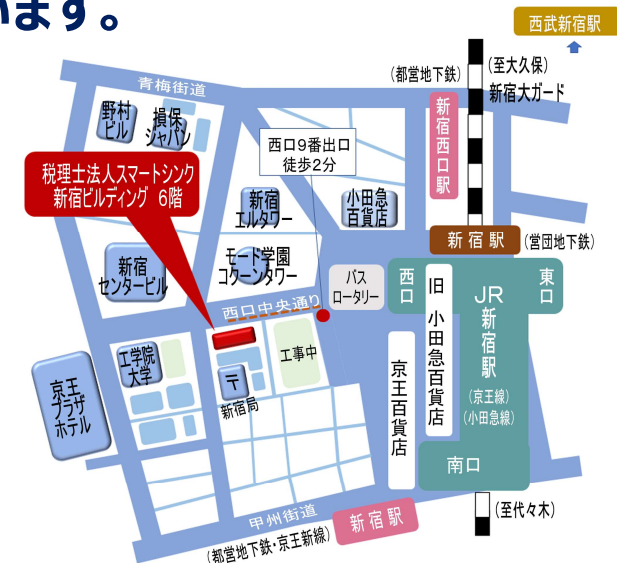 います。
西武新宿駅
(都営地下鉄)
(至大久保)
新宿大ガード
青梅街道
野村
ビル
損保
ジャパン
新宿西口駅
西口9番出口
徒歩2分
税理士法人スマートシンク
新宿ビルディング 6階
新宿
エルタワー
小田急
百貨店
新宿駅
(営団地下鉄)
新宿
センタービル
モード学園
コクーンタワー
バス
ロータリー
西口
旧 小田急百貨店
JR新宿駅
東口
西口中央通り
工学院
大学
工事中
〒
新宿局
京王百貨店
(京王線)
(小田急線)
京王
プラザ
ホテル
南口
甲州街道
新宿駅
(都営地下鉄・京王新線)
(至代々木)